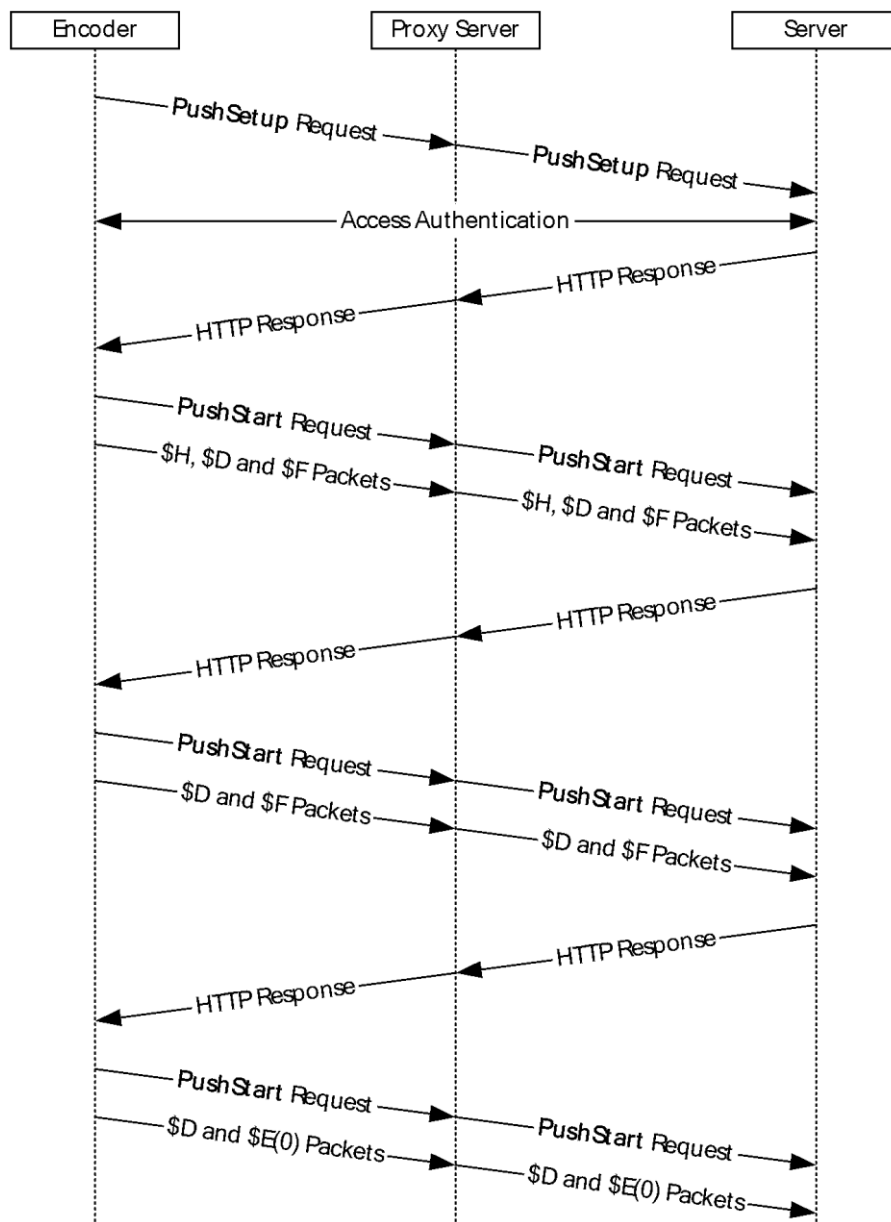 Encoder
Proxy Server
Server
PushSetup Request
PushSetup Request
Access Authentication
HTTP Response
HTTP Response
PushStart Request
PushStart Request
$H, $D and $F Packets
$H, $D and $F Packets
HTTP Response
HTTP Response
PushStart Request
PushStart Request
$D and $F Packets
$D and $F Packets
HTTP Response
HTTP Response
PushStart Request
PushStart Request
$D and $E(0) Packets
$D and $E(0) Packets